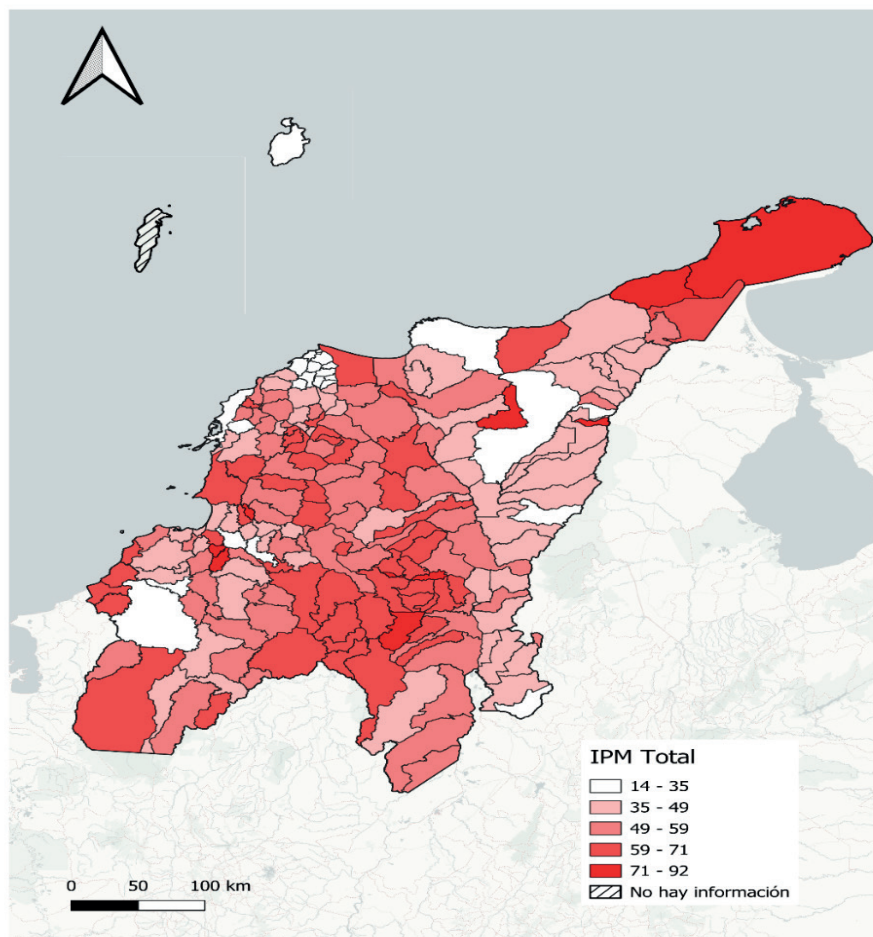 IPM Total
14 - 35
35 - 49
49 - 59
59 - 71
71 - 92
No hay información
0 50 100 km